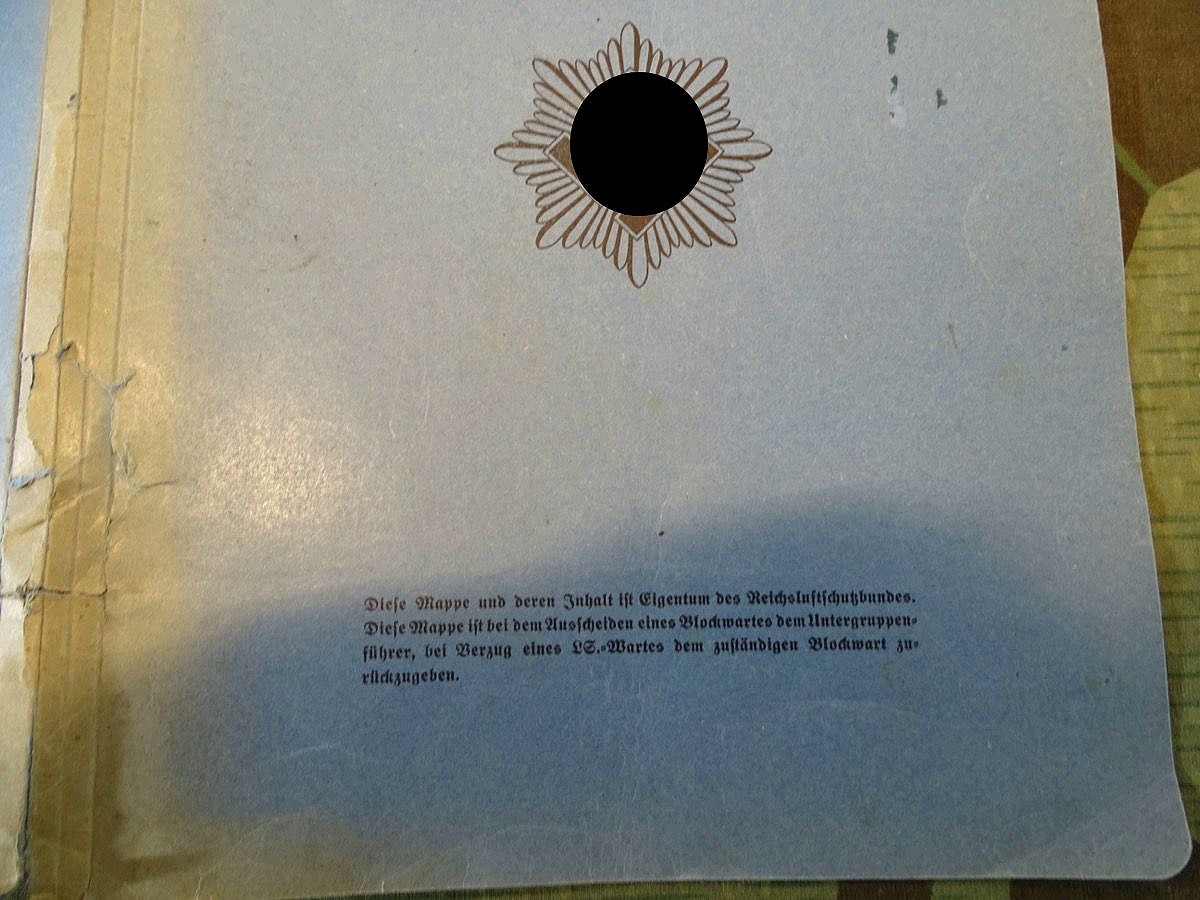 Diese Mappe und deren Inhalt ist Eigentum des Reichsluftschutzbundes.
Diese Mappe ist bei dem Ausscheiden eines Blockwartes dem Untergruppen-
führer, bei Verzug eines LS.-Wartes dem zuständigen Blockwart zu-
rückzugeben.